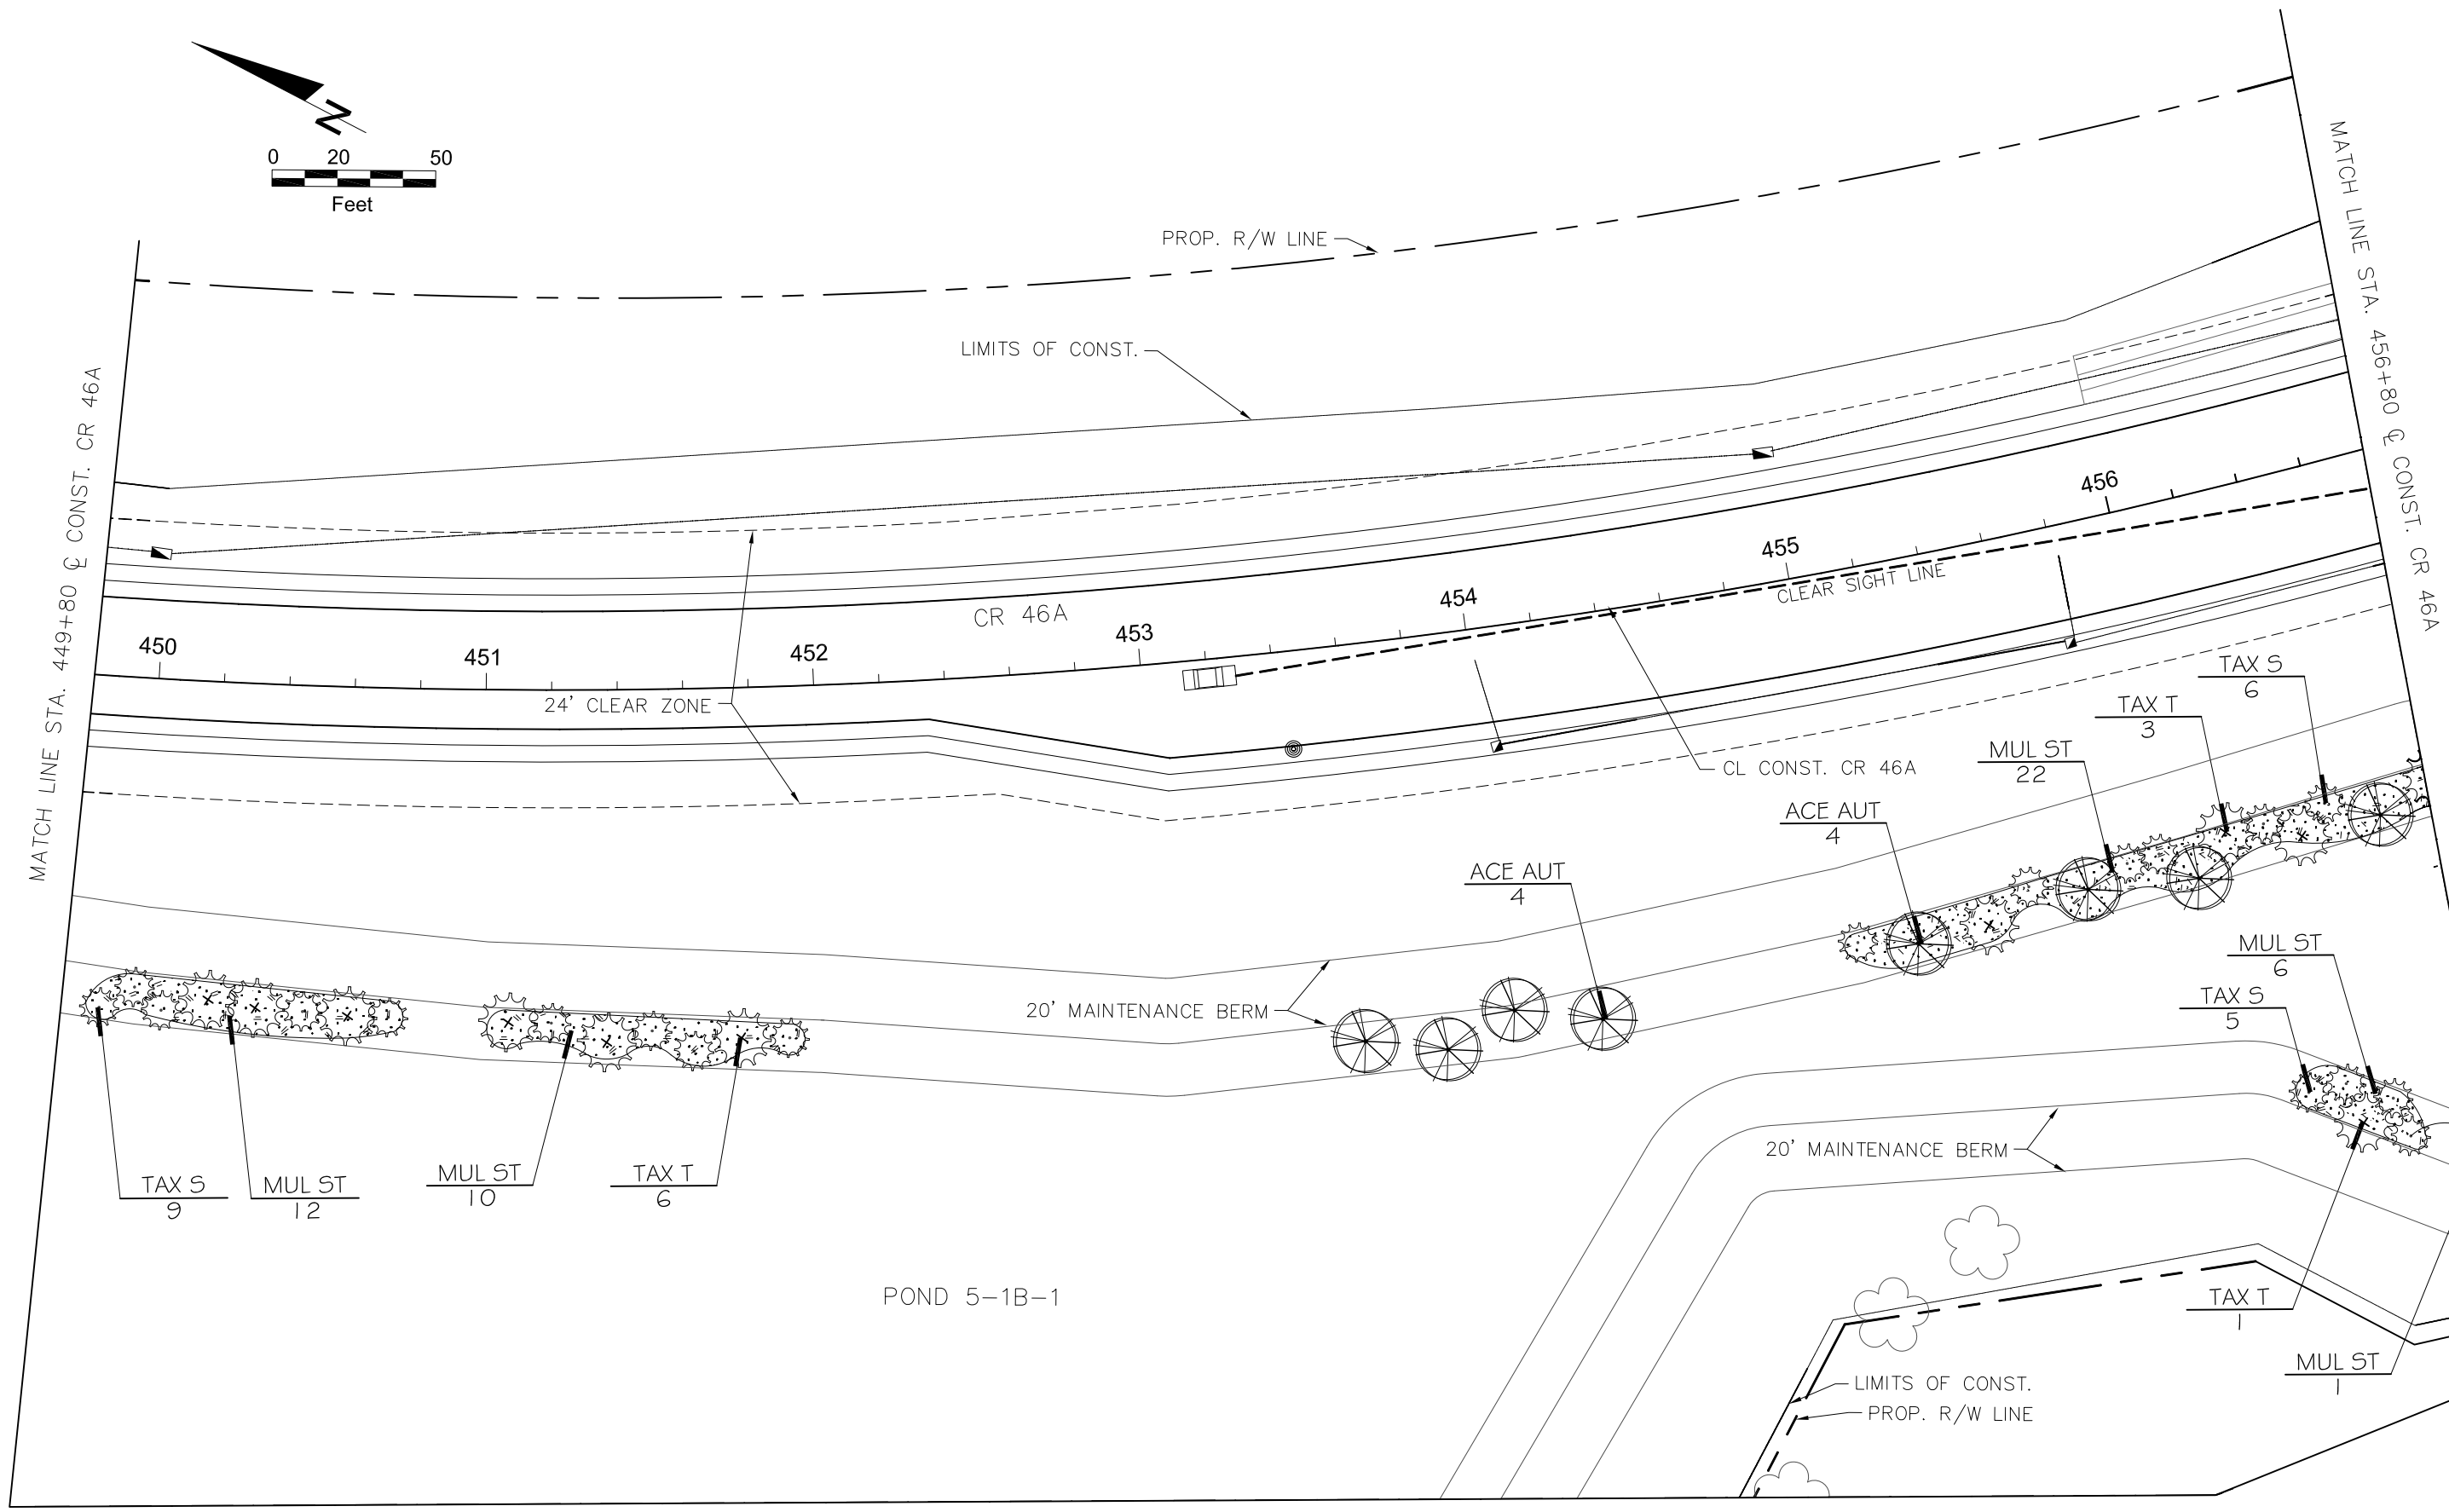 N
0 20 50
Feet
MATCH LINE STA. 449+80 ℄ CONST. CR 46A
MATCH LINE STA. 456+80 ℄ CONST. CR 46A
PROP. R/W LINE
LIMITS OF CONST.
450
451
452
453
454
455
456
CR 46A
CLEAR SIGHT LINE
24' CLEAR ZONE
CL CONST. CR 46A
TAX S
6
TAX T
3
MUL ST
22
ACE AUT
4
ACE AUT
4
MUL ST
6
TAX S
5
20' MAINTENANCE BERM
20' MAINTENANCE BERM
TAX S
9
MUL ST
12
MUL ST
10
TAX T
6
POND 5-1B-1
TAX T
1
MUL ST
1
LIMITS OF CONST.
PROP. R/W LINE